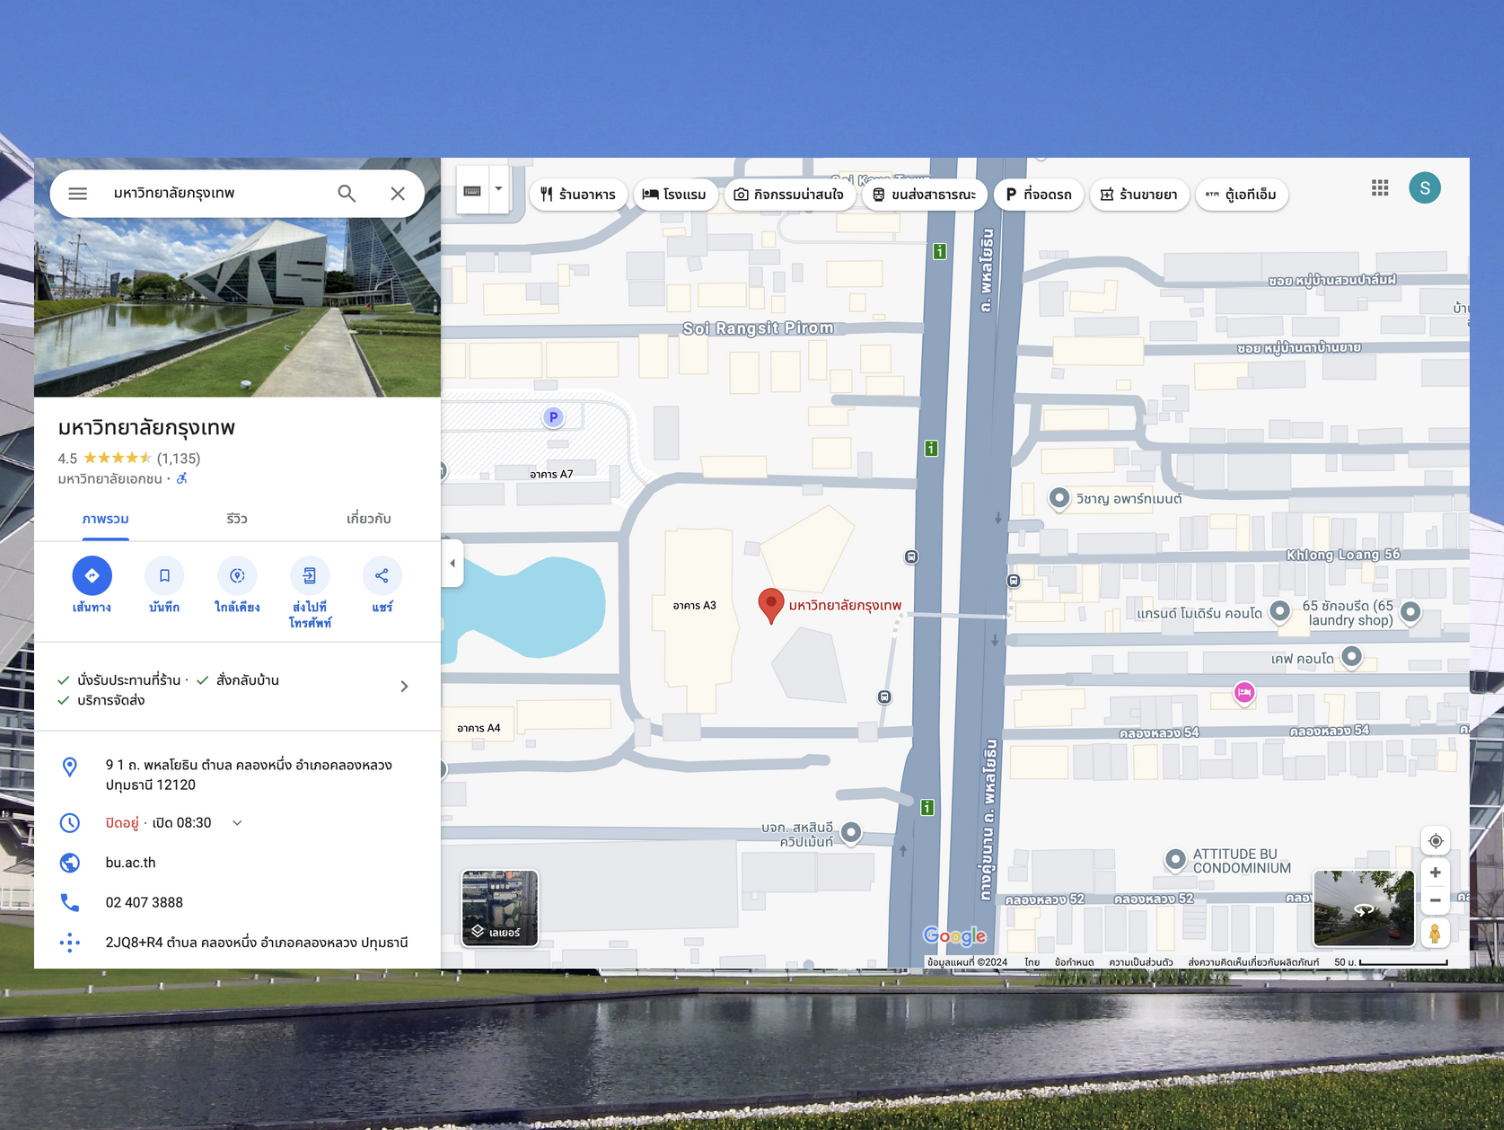 มหาวิทยาลัยกรุงเทพ
ร้านอาหาร
โรงแรม
กิจกรรมน่าสนใจ
ขนส่งสาธารณะ
ที่จอดรถ
ร้านขายยา
ตู้เอทีเอ็ม
S
มหาวิทยาลัยกรุงเทพ
4.5 (1,135)
มหาวิทยาลัยเอกชน ·
ภาพรวม
รีวิว
เกี่ยวกับ
เส้นทาง
บันทึก
ใกล้เคียง
ส่งไปที่
โทรศัพท์
แชร์
นั่งรับประทานที่ร้าน · สั่งกลับบ้าน
บริการจัดส่ง
9 1 ถ. พหลโยธิน ตำบล คลองหนึ่ง อำเภอคลองหลวง
ปทุมธานี 12120
ปิดอยู่ · เปิด 08:30
bu.ac.th
02 407 3888
2JQ8+R4 ตำบล คลองหนึ่ง อำเภอคลองหลวง ปทุมธานี
ถ. พหลโยธิน
ซอย หมู่บ้านสวนปาล์มฝ
Soi Rangsit Pirom
ซอย หมู่บ้านตาบ้านยาย
P
อาคาร A7
วิชาญ อพาร์ทเมนต์
Khlong Loang 56
อาคาร A3
มหาวิทยาลัยกรุงเทพ
แกรนด์ โมเดิร์น คอนโด
65 ซักอบรีด (65
laundry shop)
เคฟ คอนโด
อาคาร A4
คลองหลวง 54
คลองหลวง 54
ทางคู่ขนาน ถ. พหลโยธิน
บจก. สหสินอี
ควิปเม้นท์
ATTITUDE BU
CONDOMINIUM
คลองหลวง 52
คลองหลวง 52
เลเยอร์
Google
ข้อมูลแผนที่ ©2024
ไทย
ข้อกำหนด
ความเป็นส่วนตัว
ส่งความคิดเห็นเกี่ยวกับผลิตภัณฑ์
50 ม.